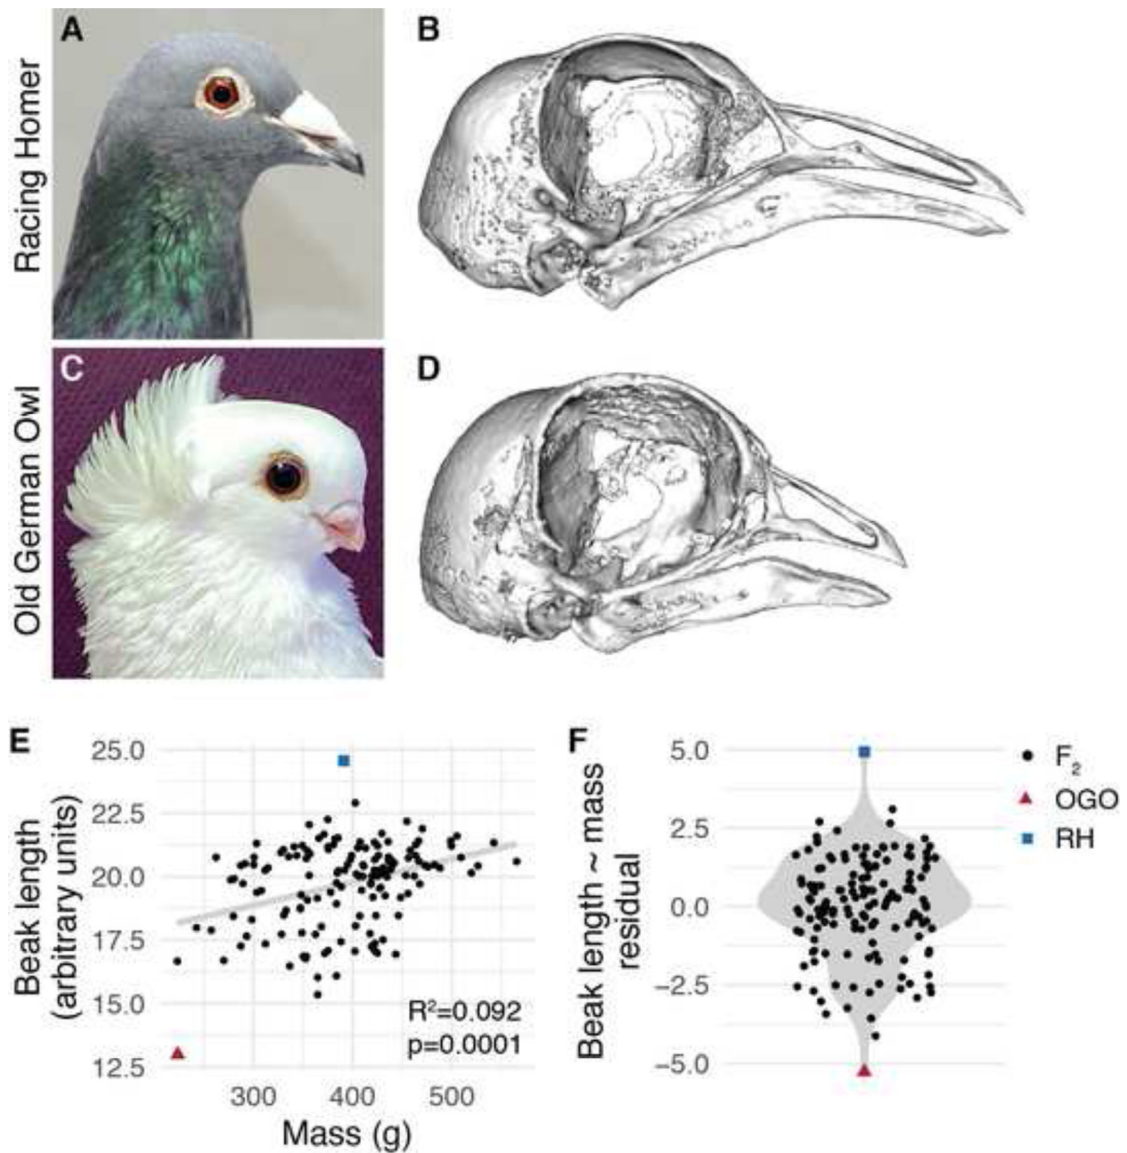 A
B
Racing Homer
C
D
Old German Owl
E
25.0
22.5
20.0
17.5
15.0
12.5
Beak length
(arbitrary units)
R²=0.092
p=0.0001
300
400
500
Mass (g)
F
5.0
2.5
0.0
−2.5
−5.0
Beak length ~ mass
residual
F₂
OGO
RH